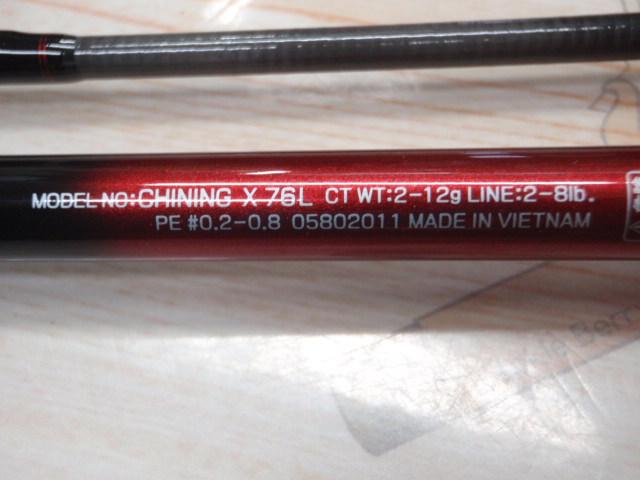 MODEL NO:CHINING X 76L CT WT:2-12g LINE:2-8lb.
PE #0.2-0.8 05802011 MADE IN VIETNAM